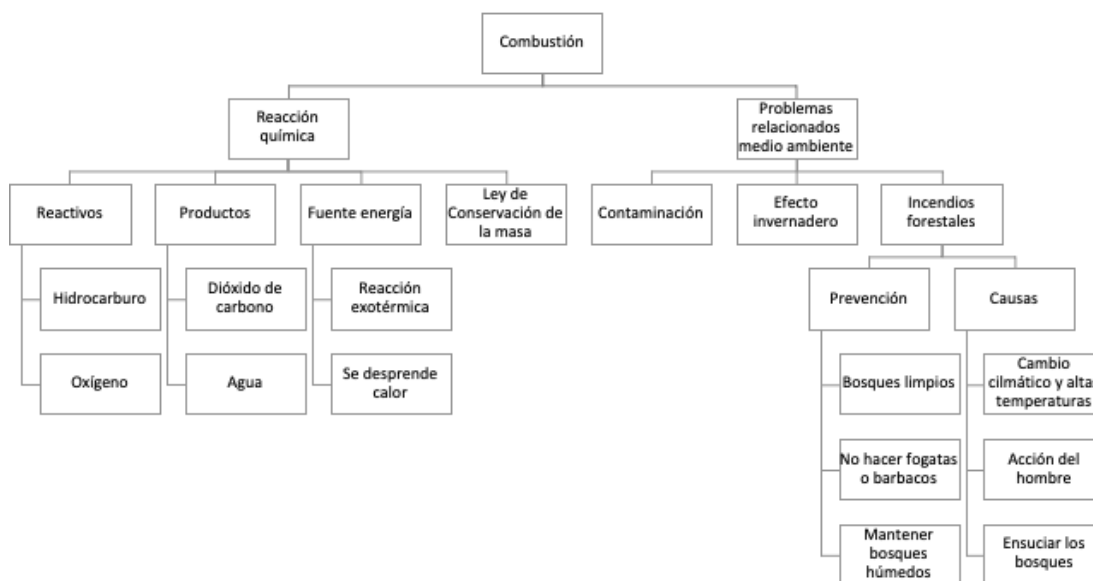 Combustión
Reacción
química
Problemas
relacionados
medio ambiente
Reactivos
Productos
Fuente energía
Ley de
Conservación de
la masa
Contaminación
Efecto
invernadero
Incendios
forestales
Hidrocarburo
Dióxido de
carbono
Reacción
exotérmica
Prevención
Causas
Oxígeno
Agua
Se desprende
calor
Bosques limpios
Cambio
cilmático y alta
temperaturas
No hacer fogatas
o barbacos
Acción del
hombre
Mantener
bosques
húmedos
Ensuciar los
bosques